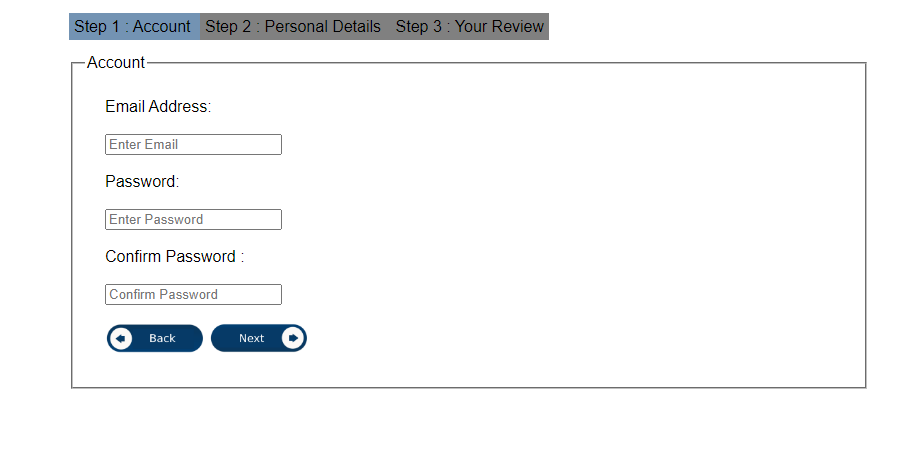 Step 1 : Account Step 2 : Personal Details Step 3 : Your Review
Account
Email Address:
Enter Email
Password:
Enter Password
Confirm Password :
Confirm Password
Back Next